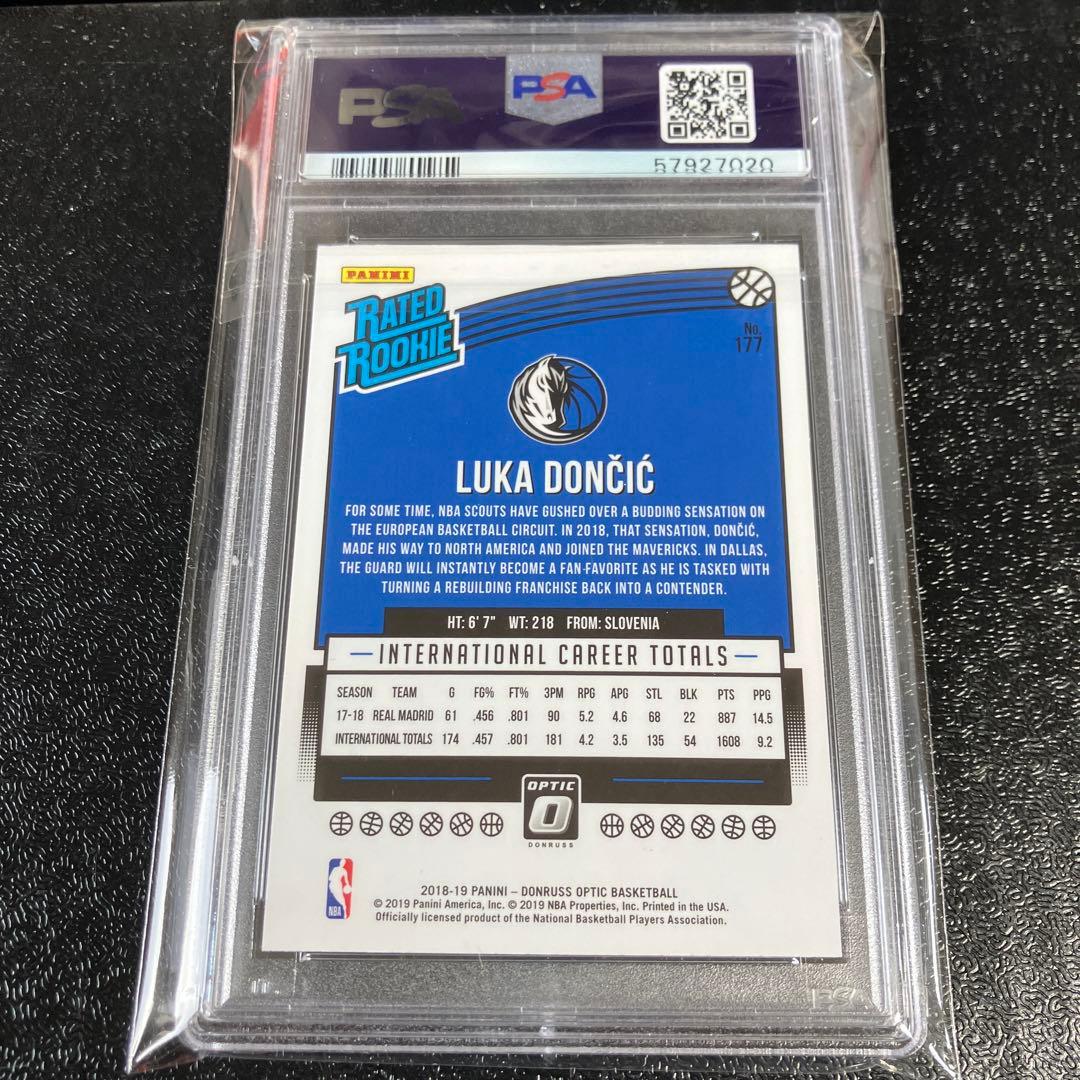 PSA PSA
57927020
PANINI
RATED
ROOKIE
No.
177
LUKA DONČIĆ
FOR SOME TIME, NBA SCOUTS HAVE GUSHED OVER A BUDDING SENSATION ON
THE EUROPEAN BASKETBALL CIRCUIT. IN 2018, THAT SENSATION, DONČIĆ,
MADE HIS WAY TO NORTH AMERICA AND JOINED THE MAVERICKS. IN DALLAS,
THE GUARD WILL INSTANTLY BECOME A FAN-FAVORITE AS HE IS TASKED WITH
TURNING A REBUILDING FRANCHISE BACK INTO A CONTENDER.
HT: 6' 7" WT: 218 FROM: SLOVENIA
INTERNATIONAL CAREER TOTALS
SEASON TEAM G FG% FT% 3PM RPG APG STL BLK PTS PPG
17-18 REAL MADRID 61 .456 .801 90 5.2 4.6 68 22 887 14.5
INTERNATIONAL TOTALS 174 .457 .801 181 4.2 3.5 135 54 1608 9.2
OPTIC
DONRUSS
NBA
2018-19 PANINI – DONRUSS OPTIC BASKETBALL
© 2019 Panini America, Inc. © 2019 NBA Properties, Inc. Printed in the USA.
Officially licensed product of the National Basketball Players Association.
PSA